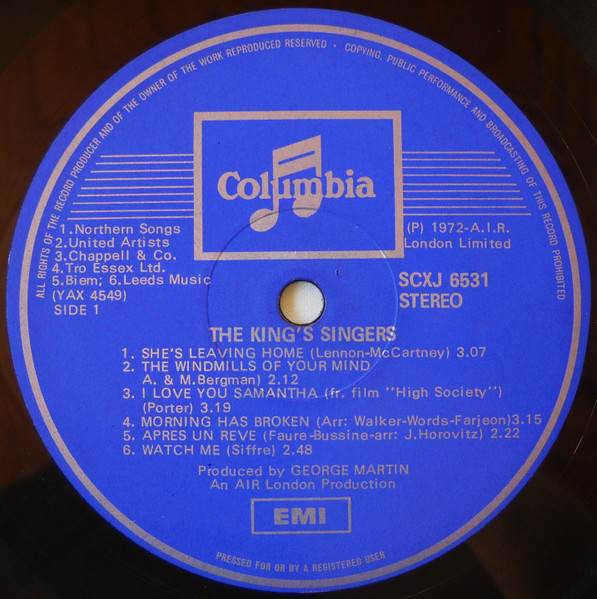 ALL RIGHTS OF THE RECORD PRODUCER AND OF THE OWNER OF THE WORK REPRODUCED RESERVED · COPYING, PUBLIC PERFORMANCE AND BROADCASTING OF THIS RECORD PROHIBITED
Columbia
1.Northern Songs
2.United Artists
3.Chappell & Co.
4.Tro Essex Ltd.
5.Biem; 6.Leeds Music
(YAX 4549)
SIDE 1
(P) 1972-A.I.R.
London Limited
SCXJ 6531
STEREO
THE KING'S SINGERS
1. SHE'S LEAVING HOME (Lennon-McCartney) 3.07
2. THE WINDMILLS OF YOUR MIND
A. & M.Bergman) 2.12
3. I LOVE YOU SAMANTHA (fr. film "High Society")
(Porter) 3.19
4. MORNING HAS BROKEN (Arr: Walker-Words-Farjeon)3.15
5. APRES UN REVE (Faure-Bussine-arr: J.Horovitz) 2.22
6. WATCH ME (Siffre) 2.48
Produced by GEORGE MARTIN
An AIR London Production
EMI
PRESSED FOR OR BY A REGISTERED USER